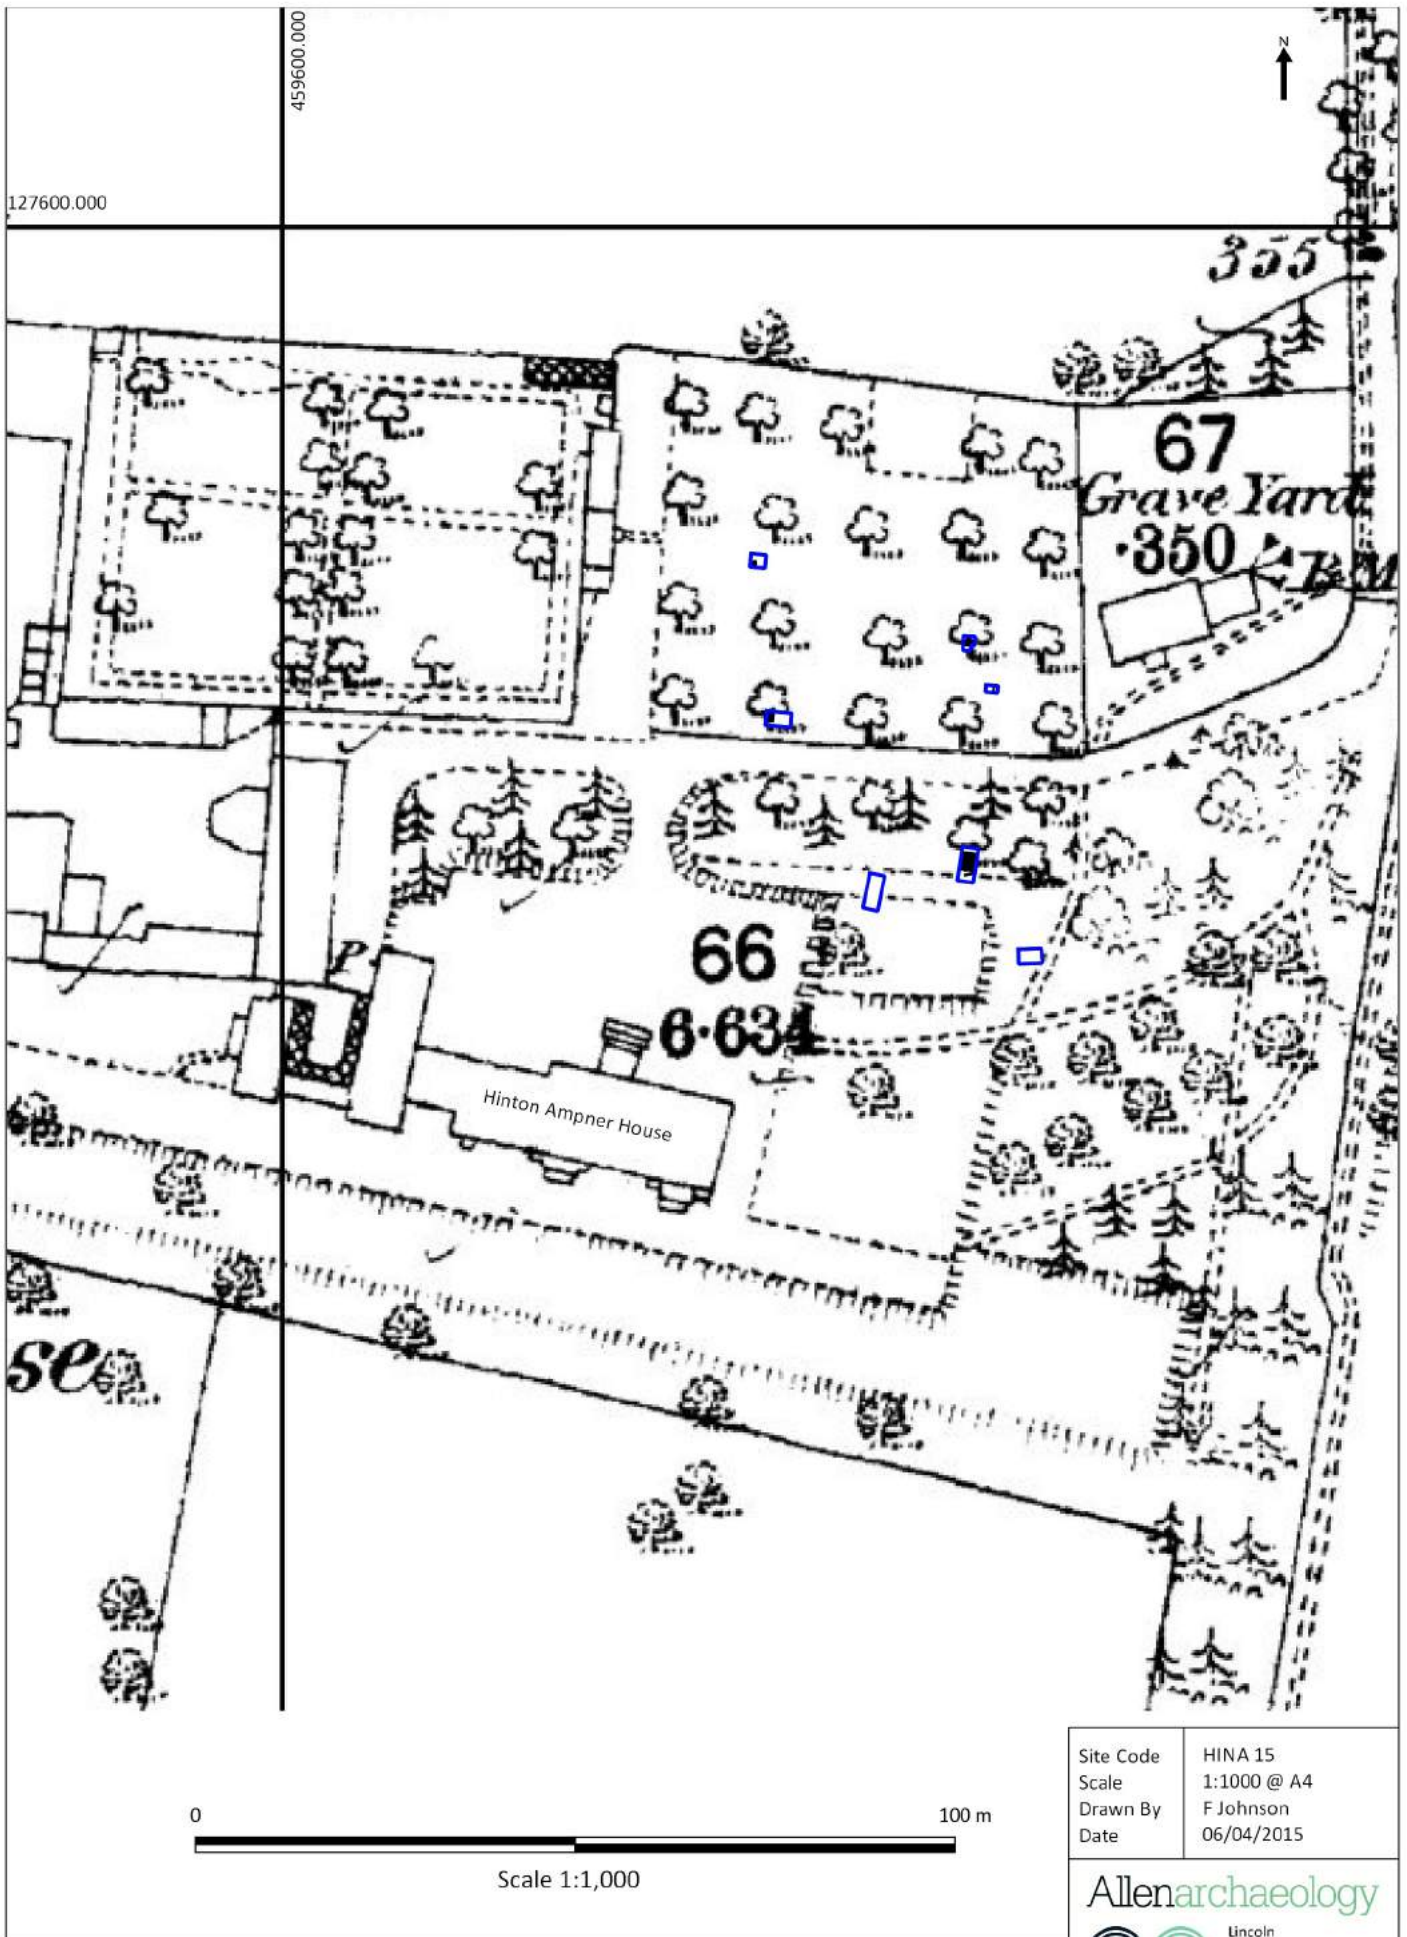 459600.000
N
127600.000
355
67
Grave Yard
·350
B.M
P
66
6·634
Hinton Ampner House
se
0 100 m
Scale 1:1,000
Site Code HINA 15
Scale 1:1000 @ A4
Drawn By F Johnson
Date 06/04/2015
Allenarchaeology
Lincoln